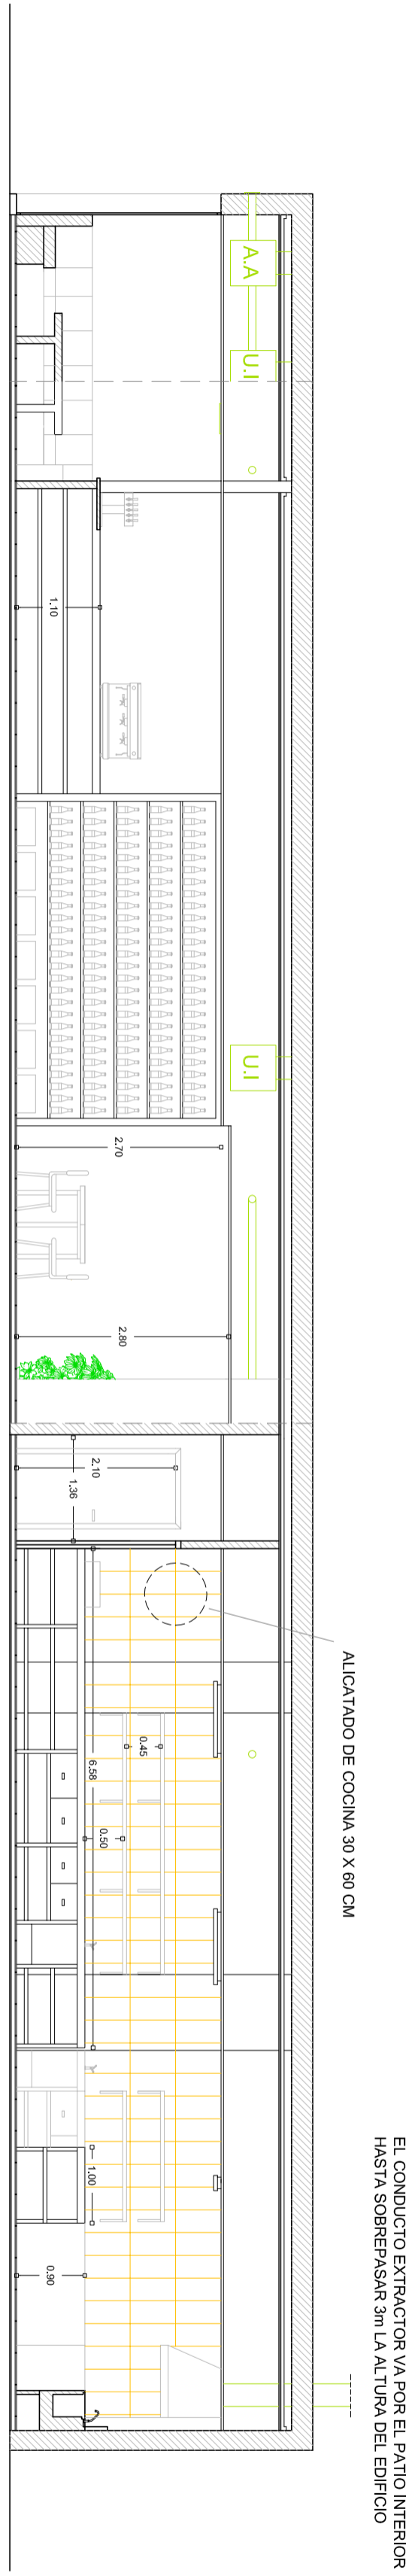 EL CONDUCTO EXTRACTOR VA POR EL PATIO INTERIOR
HASTA SOBREPASAR 3m LA ALTURA DEL EDIFICIO
ALICATADO DE COCINA 30 X 60 CM
A.A
U.I
U.I
1.10
2.70
2.80
2.10
1.36
0.45
6.58
0.50
1.00
0.90